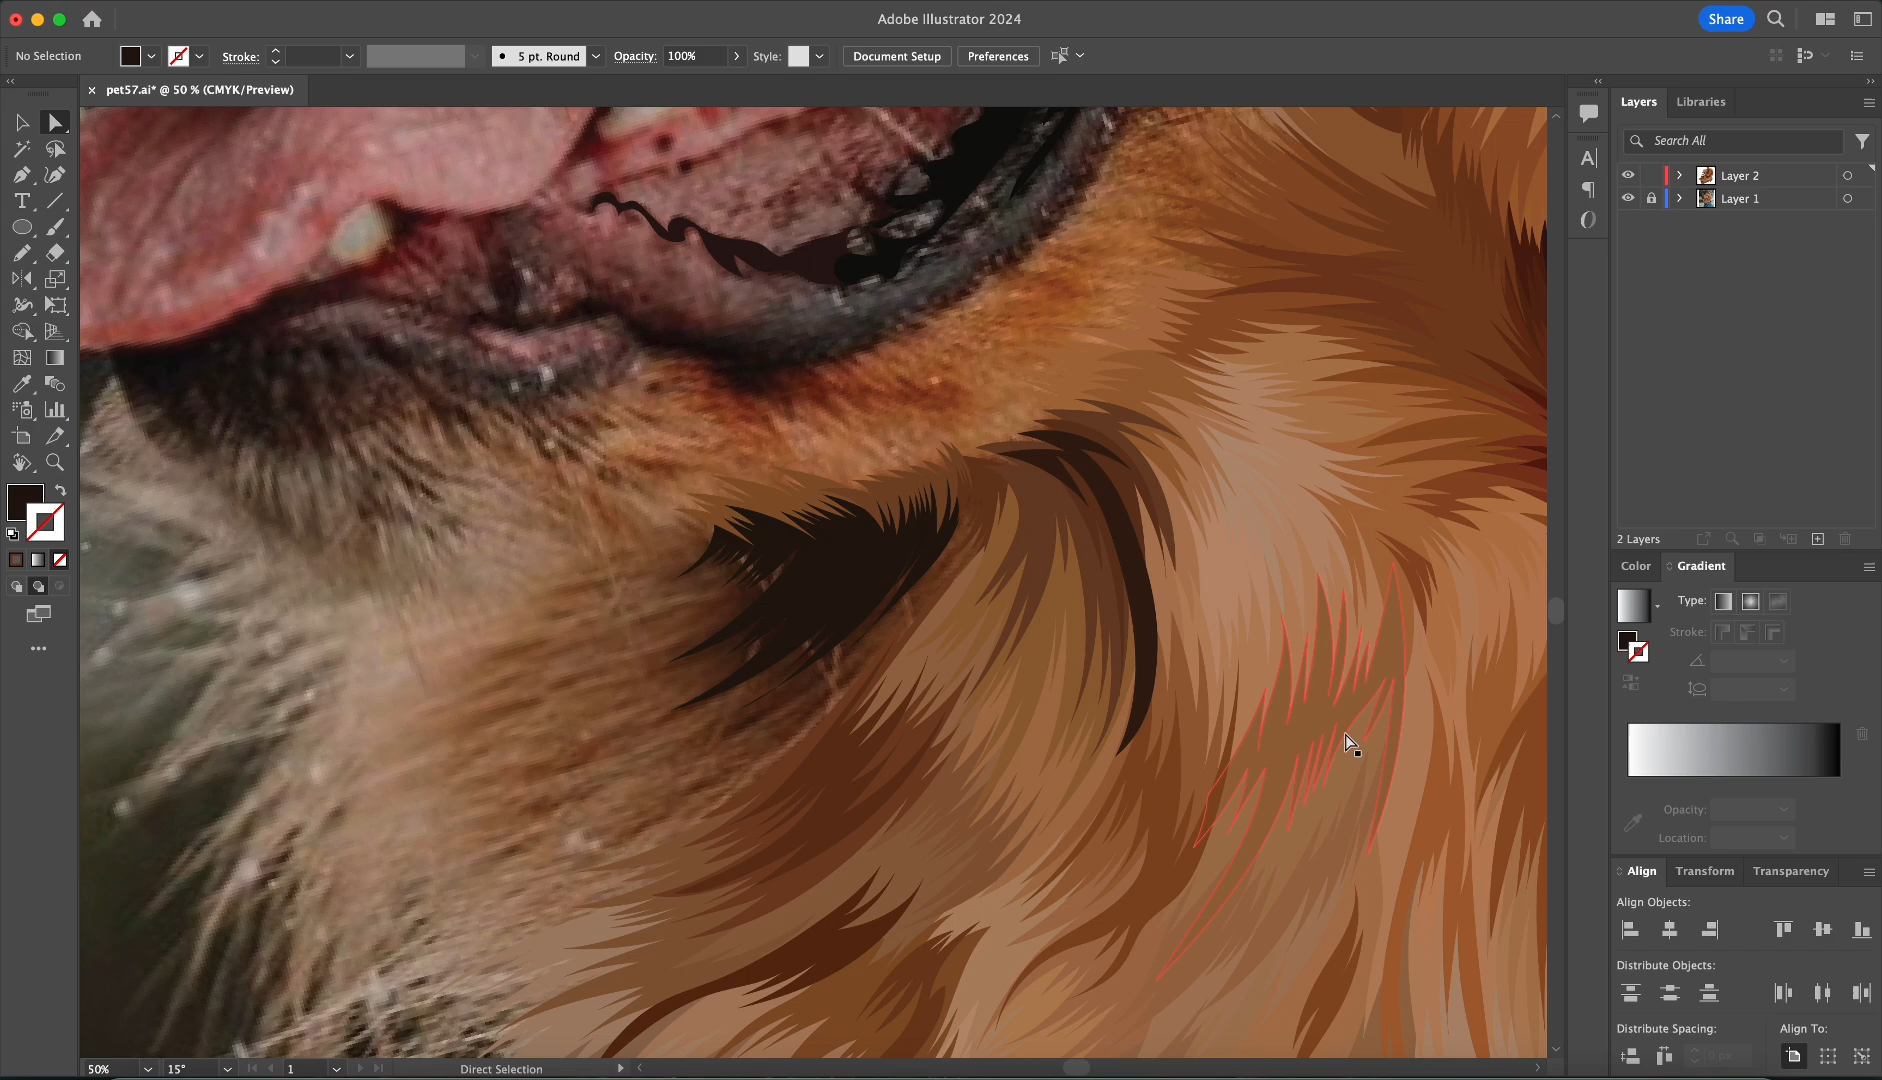 Adobe Illustrator 2024
Share
No Selection
Stroke:
5 pt. Round
Opacity:
100%
Style:
Document Setup
Preferences
pet57.ai* @ 50 % (CMYK/Preview)
Layers
Libraries
Search All
Layer 2
Layer 1
2 Layers
Color
Gradient
Type:
Stroke:
Opacity:
Location:
Align
Transform
Transparency
Align Objects:
Distribute Objects:
Distribute Spacing:
Align To:
0 px
50%
15°
1
Direct Selection